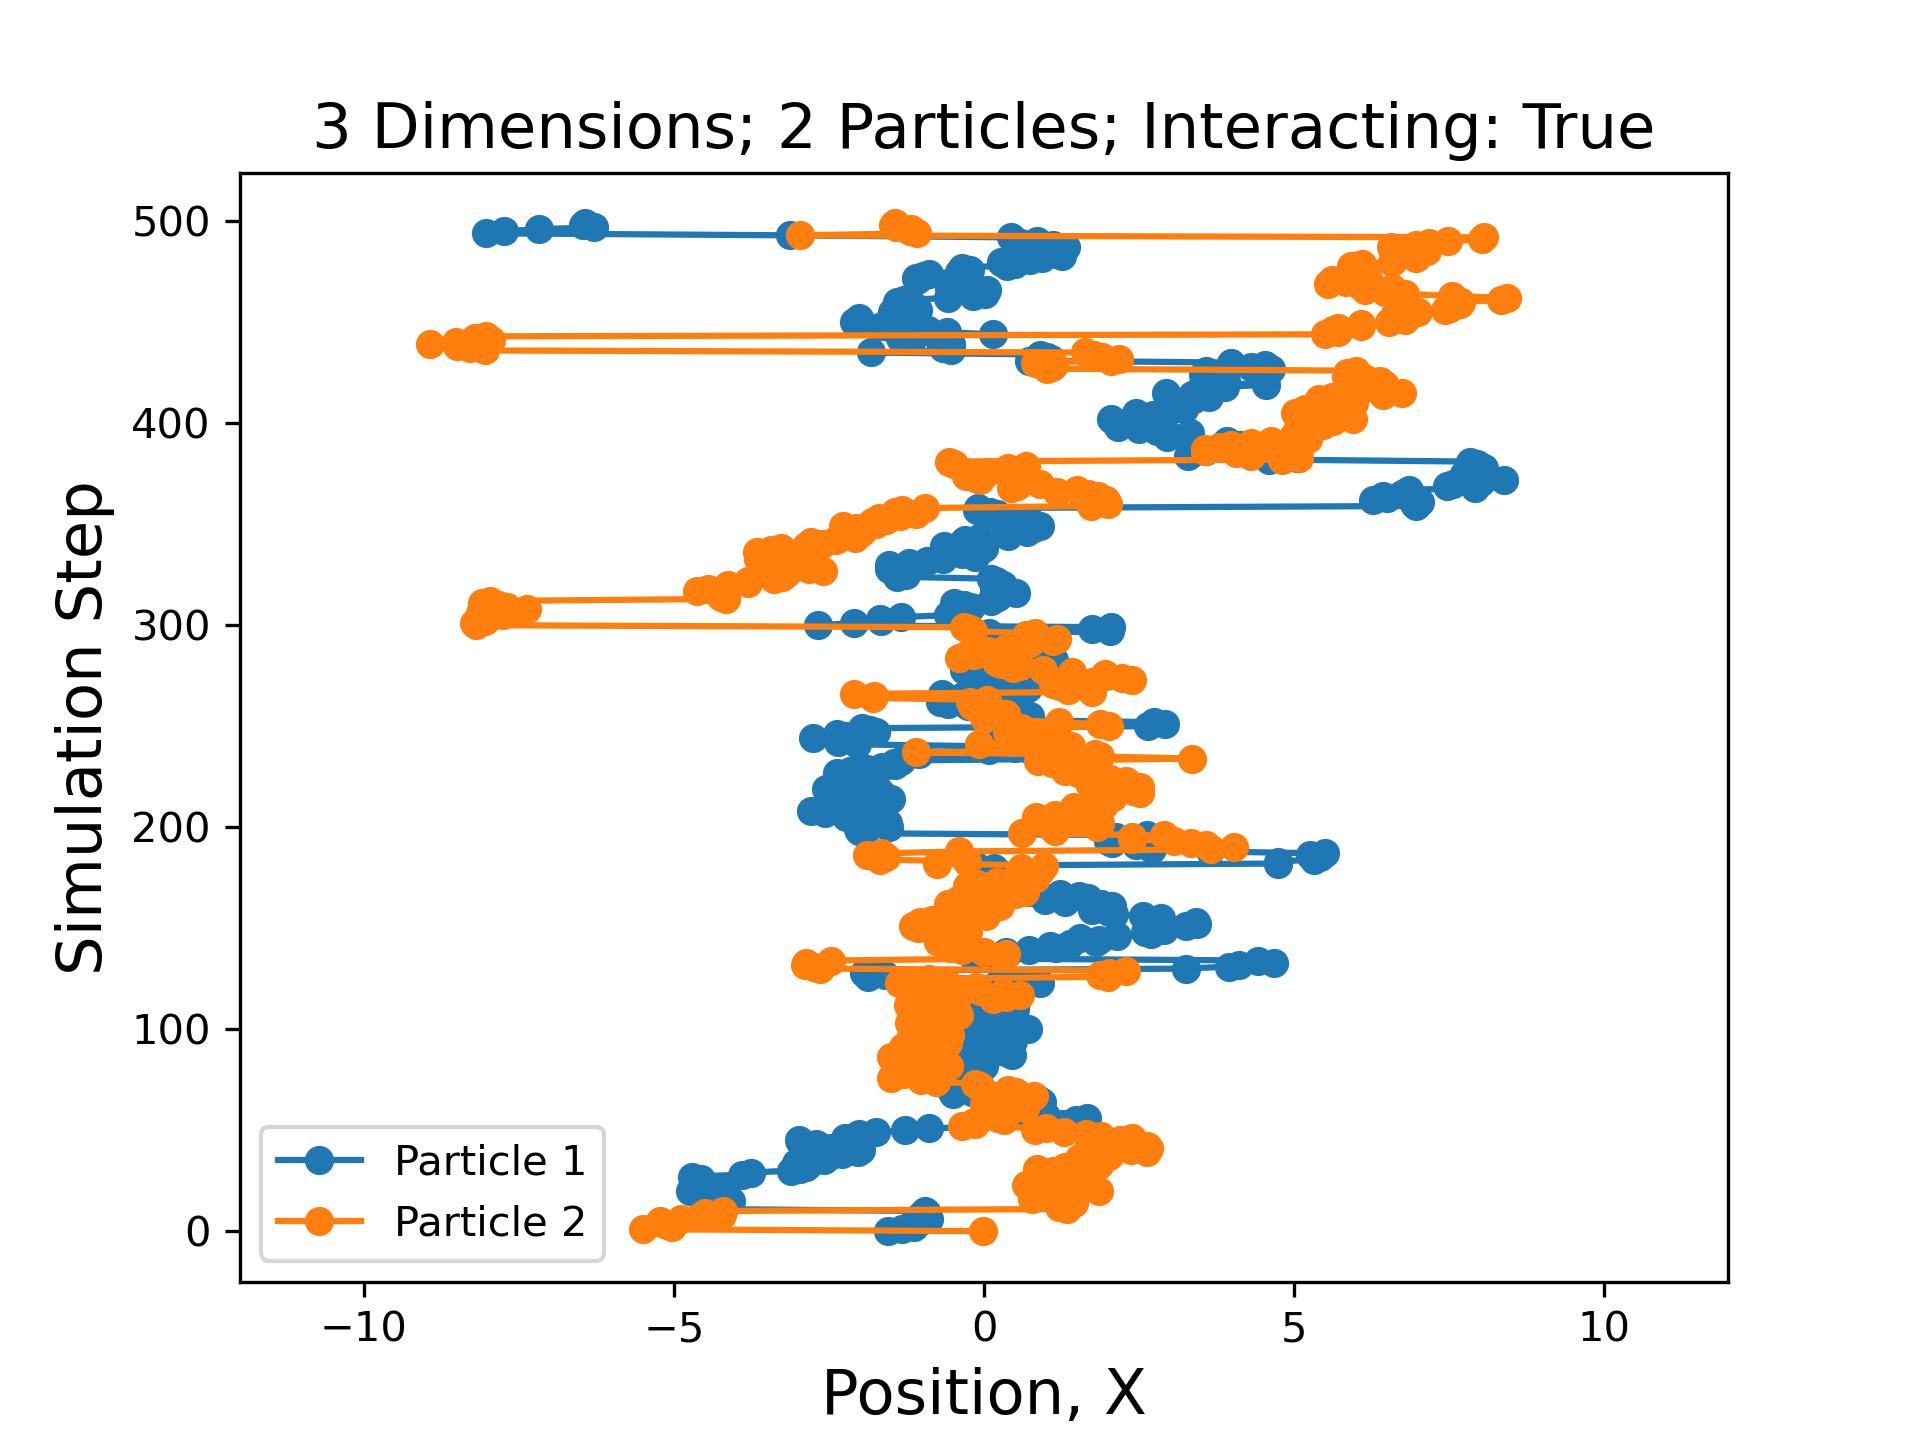 3 Dimensions; 2 Particles; Interacting: True
Simulation Step
500
400
300
200
100
0
Particle 1
Particle 2
−10
−5
0
5
10
Position, X